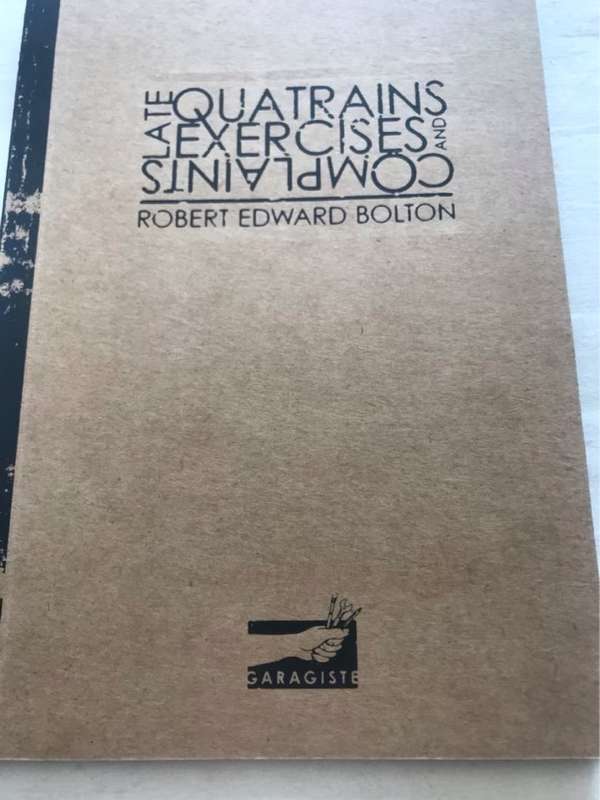 LATE QUATRAINS
EXERCISES AND
COMPLAINTS
ROBERT EDWARD BOLTON
GARAGISTE